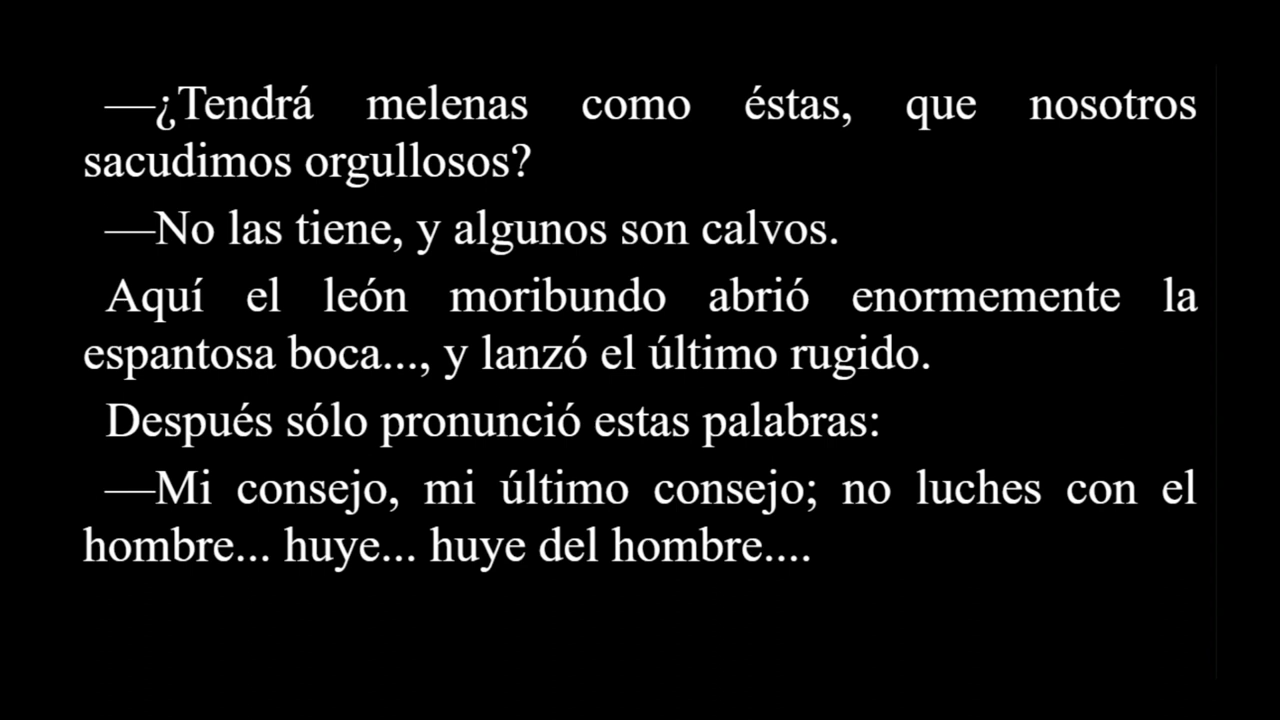 —¿Tendrá melenas como éstas, que nosotros
sacudimos orgullosos?
—No las tiene, y algunos son calvos.
Aquí el león moribundo abrió enormemente la
espantosa boca..., y lanzó el último rugido.
Después sólo pronunció estas palabras:
—Mi consejo, mi último consejo; no luches con el
hombre... huye... huye del hombre....